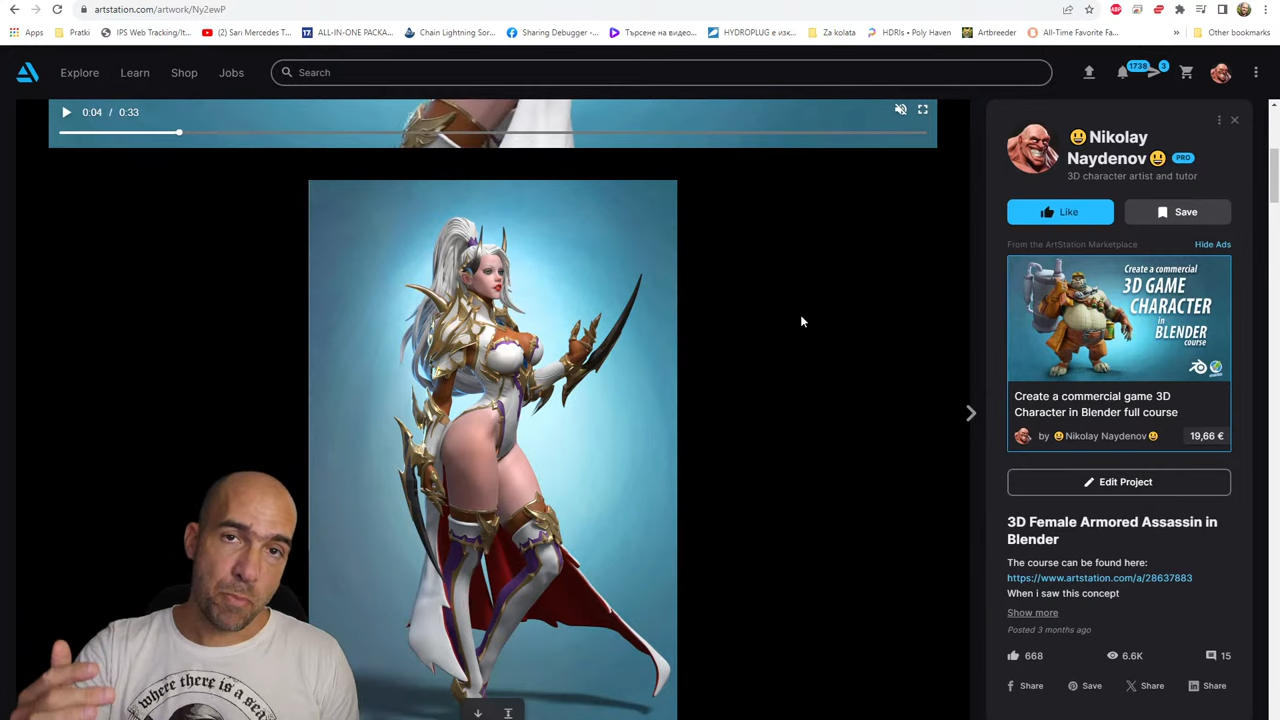 artstation.com/artwork/Ny2ewP
Apps
Pratki
IPS Web Tracking/It...
(2) Sarı Mercedes T...
ALL-IN-ONE PACKA...
Chain Lightning Sor...
Sharing Debugger -...
Търсене на видео...
HYDROPLUG е изк...
Za kolata
HDRIs • Poly Haven
Artbreeder
All-Time Favorite Fa...
»
Other bookmarks
Explore
Learn
Shop
Jobs
Search
1738
3
0:04 / 0:33
Nikolay
Naydenov
PRO
3D character artist and tutor
Like
Save
From the ArtStation Marketplace
Hide Ads
Create a commercial
3D GAME
CHARACTER
in
BLENDER
course
Create a commercial game 3D
Character in Blender full course
by Nikolay Naydenov
19,66 €
Edit Project
3D Female Armored Assassin in
Blender
The course can be found here:
https://www.artstation.com/a/28637883
When i saw this concept
Show more
Posted 3 months ago
668
6.6K
15
Share
Save
Share
Share
where there is a sea